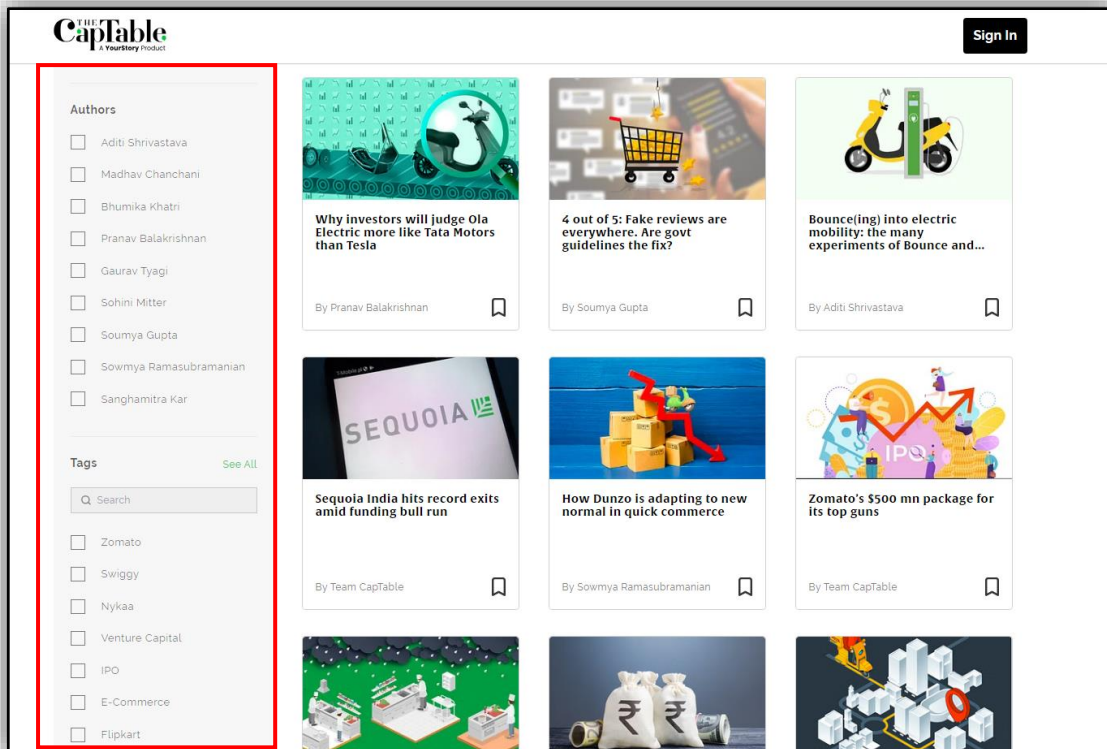 THE
CapTable
A YourStory Product
Sign In
Authors
Aditi Shrivastava
Madhav Chanchani
Bhumika Khatri
Pranav Balakrishnan
Gaurav Tyagi
Sohini Mitter
Soumya Gupta
Sowmya Ramasubramanian
Sanghamitra Kar
Tags
See All
Search
Zomato
Swiggy
Nykaa
Venture Capital
IPO
E-Commerce
Flipkart
Why investors will judge Ola
Electric more like Tata Motors
than Tesla
By Pranav Balakrishnan
4.2
4 out of 5: Fake reviews are
everywhere. Are govt
guidelines the fix?
By Soumya Gupta
Bounce(ing) into electric
mobility: the many
experiments of Bounce and...
By Aditi Shrivastava
SEQUOIA
Sequoia India hits record exits
amid funding bull run
By Team CapTable
How Dunzo is adapting to new
normal in quick commerce
By Sowmya Ramasubramanian
$
IPO
Zomato's $500 mn package for
its top guns
By Team CapTable
₹
₹